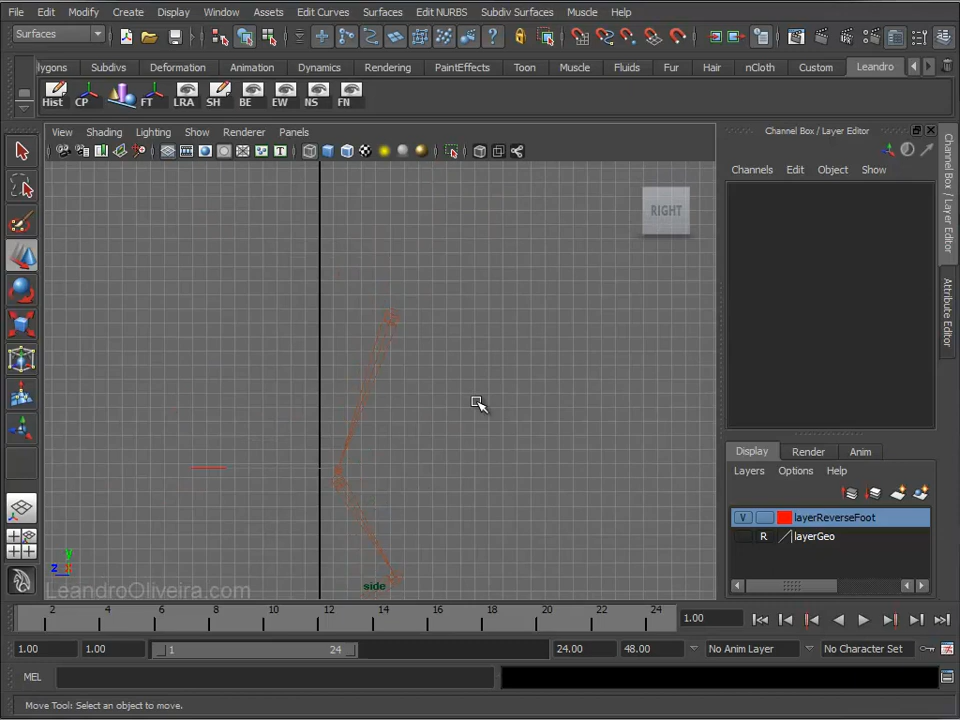 File Edit Modify Create Display Window Assets Edit Curves Surfaces Edit NURBS Subdiv Surfaces Muscle Help
Surfaces
olygons Subdivs Deformation Animation Dynamics Rendering PaintEffects Toon Muscle Fluids Fur Hair nCloth Custom Leandro
Hist CP FT LRA SH BE EW NS FN
View Shading Lighting Show Renderer Panels
Channel Box / Layer Editor
Channels Edit Object Show
RIGHT
Channel Box / Layer Editor
Attribute Editor
Display Render Anim
Layers Options Help
V layerReverseFoot
R layerGeo
y
z x
side
LeandroOliveira.com
2 4 6 8 10 12 14 16 18 20 22 24
1.00
1.00 1.00 1 24 24.00 48.00 No Anim Layer No Character Set
MEL
Move Tool: Select an object to move.